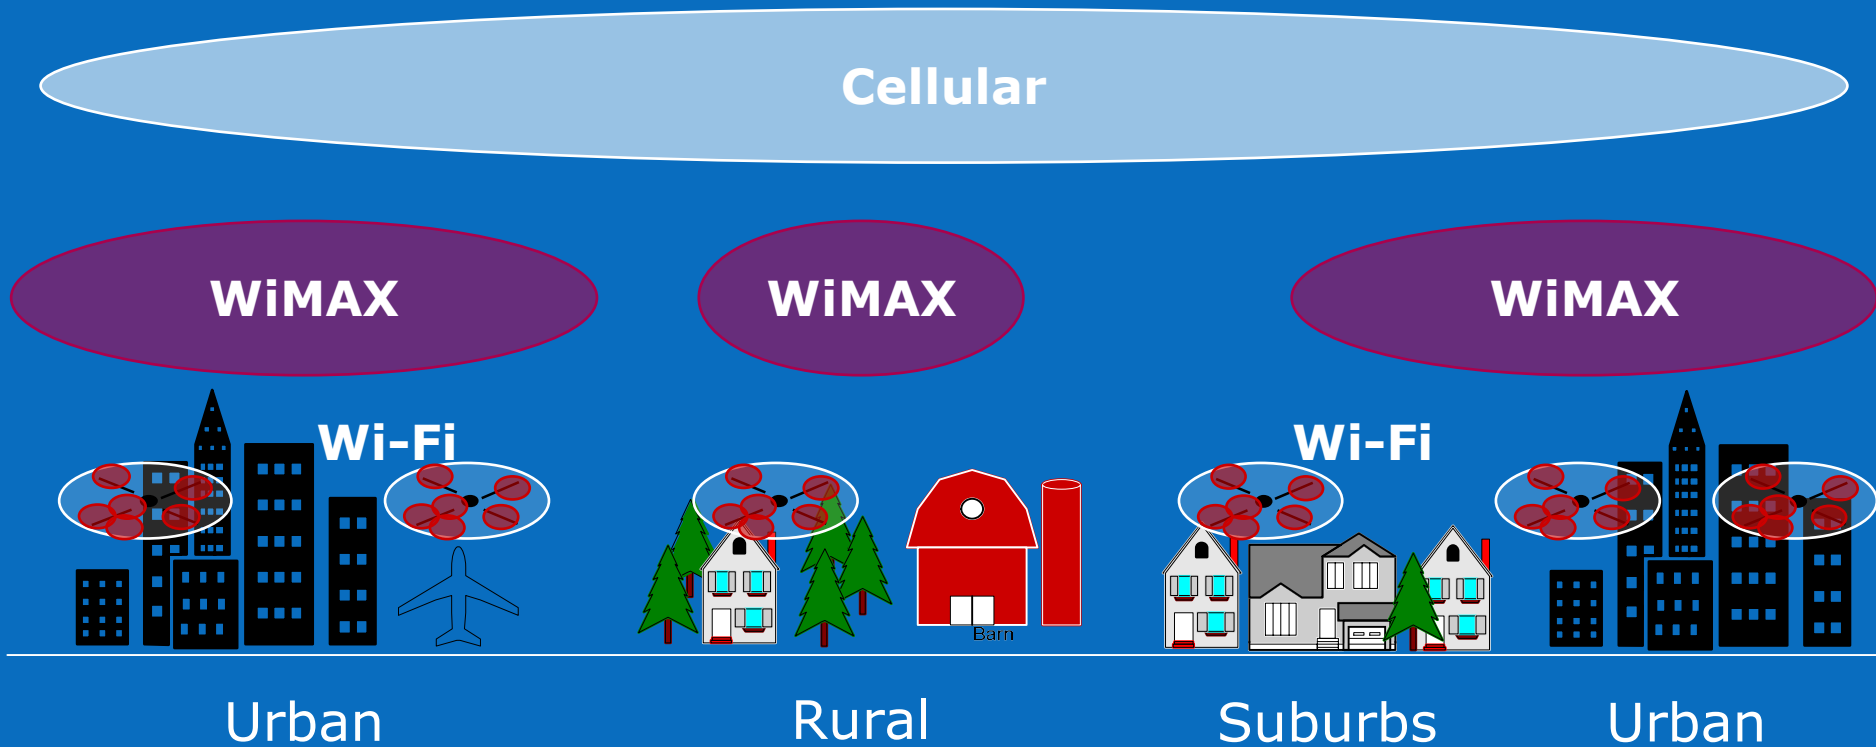 Cellular
WiMAX
WiMAX
WiMAX
Wi-Fi
Wi-Fi
Barn
Urban
Rural
Suburbs
Urban